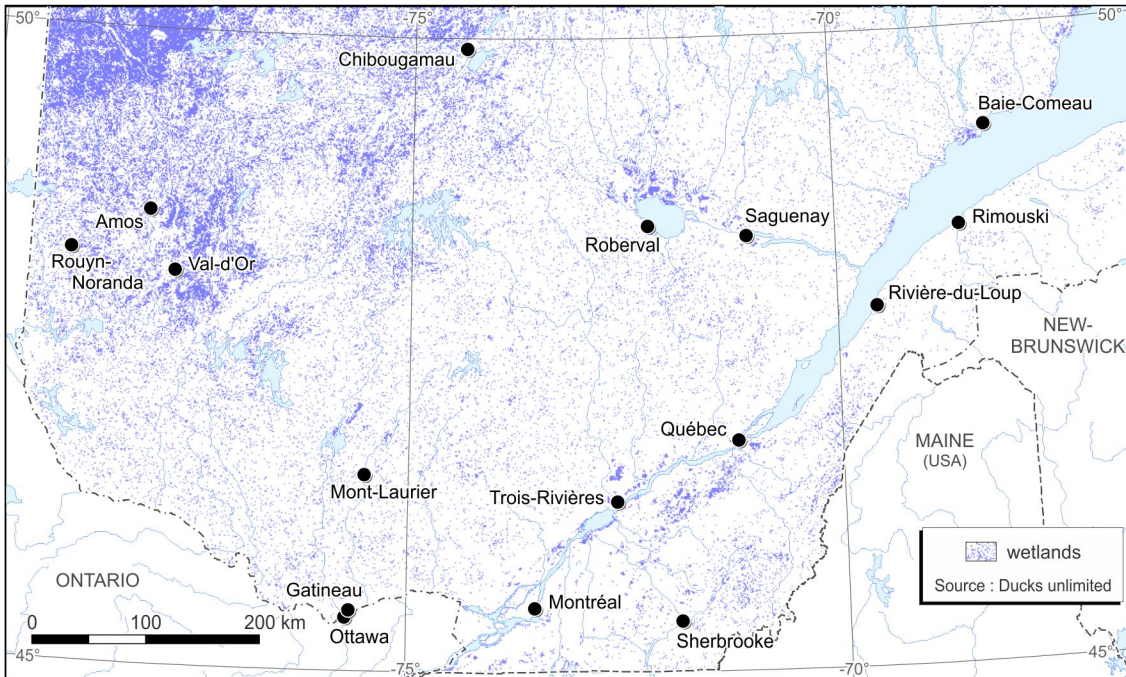 50°
-75°
-70°
50°
Chibougamau
Baie-Comeau
Amos
Saguenay
Rimouski
Roberval
Rouyn-
Noranda
Val-d'Or
Rivière-du-Loup
NEW-
BRUNSWICK
Québec
MAINE
(USA)
Mont-Laurier
Trois-Rivières
wetlands
Source : Ducks unlimited
ONTARIO
Gatineau
Montréal
0 100 200 km
Ottawa
Sherbrooke
45°
-75°
-70°
45°